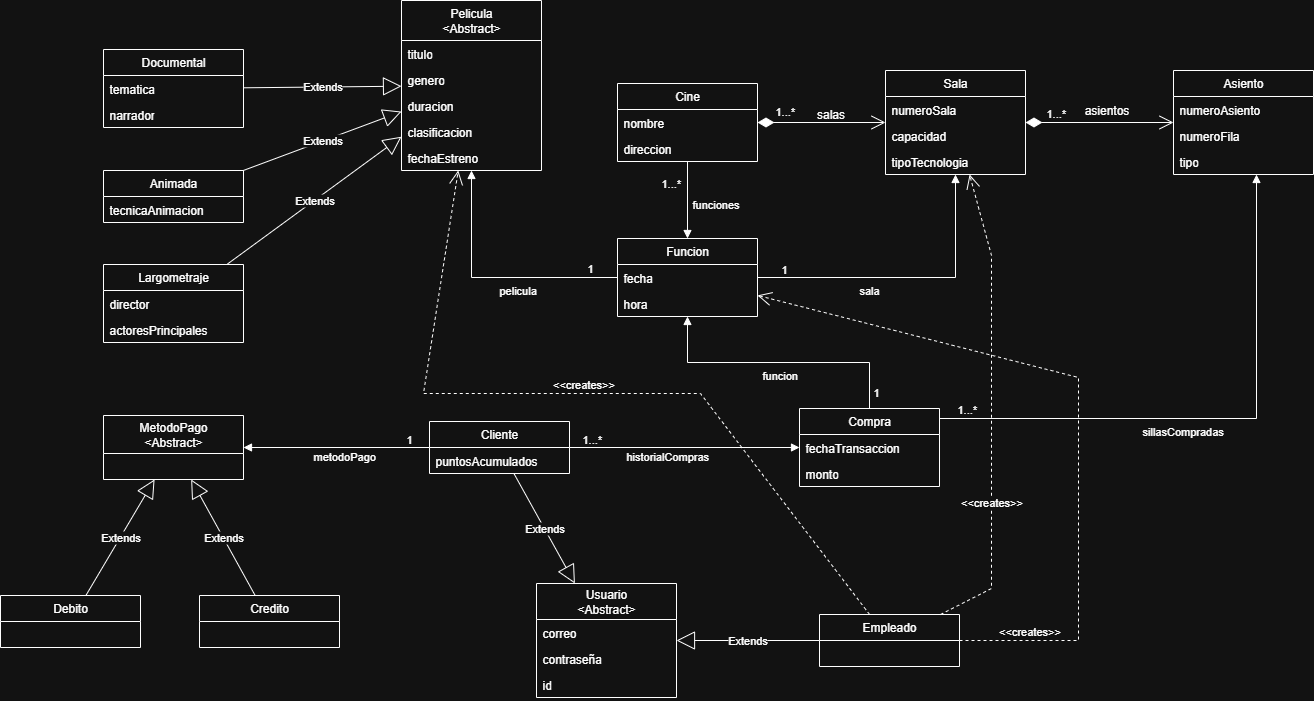 Pelicula
<Abstract>
titulo
genero
duracion
clasificacion
fechaEstreno
Documental
tematica
narrador
Extends
Animada
tecnicaAnimacion
Extends
Largometraje
director
actoresPrincipales
Extends
Cine
nombre
direccion
1...*
salas
Sala
numeroSala
capacidad
tipoTecnologia
1...*
asientos
Asiento
numeroAsiento
numeroFila
tipo
1...*
funciones
Funcion
fecha
hora
1
pelicula
1
sala
funcion
1
<<creates>>
Compra
fechaTransaccion
monto
1...*
sillasCompradas
MetodoPago
<Abstract>
1
metodoPago
Cliente
puntosAcumulados
1...*
historialCompras
<<creates>>
Extends
Extends
Extends
Debito
Credito
Usuario
<Abstract>
correo
contraseña
id
Extends
Empleado
<<creates>>